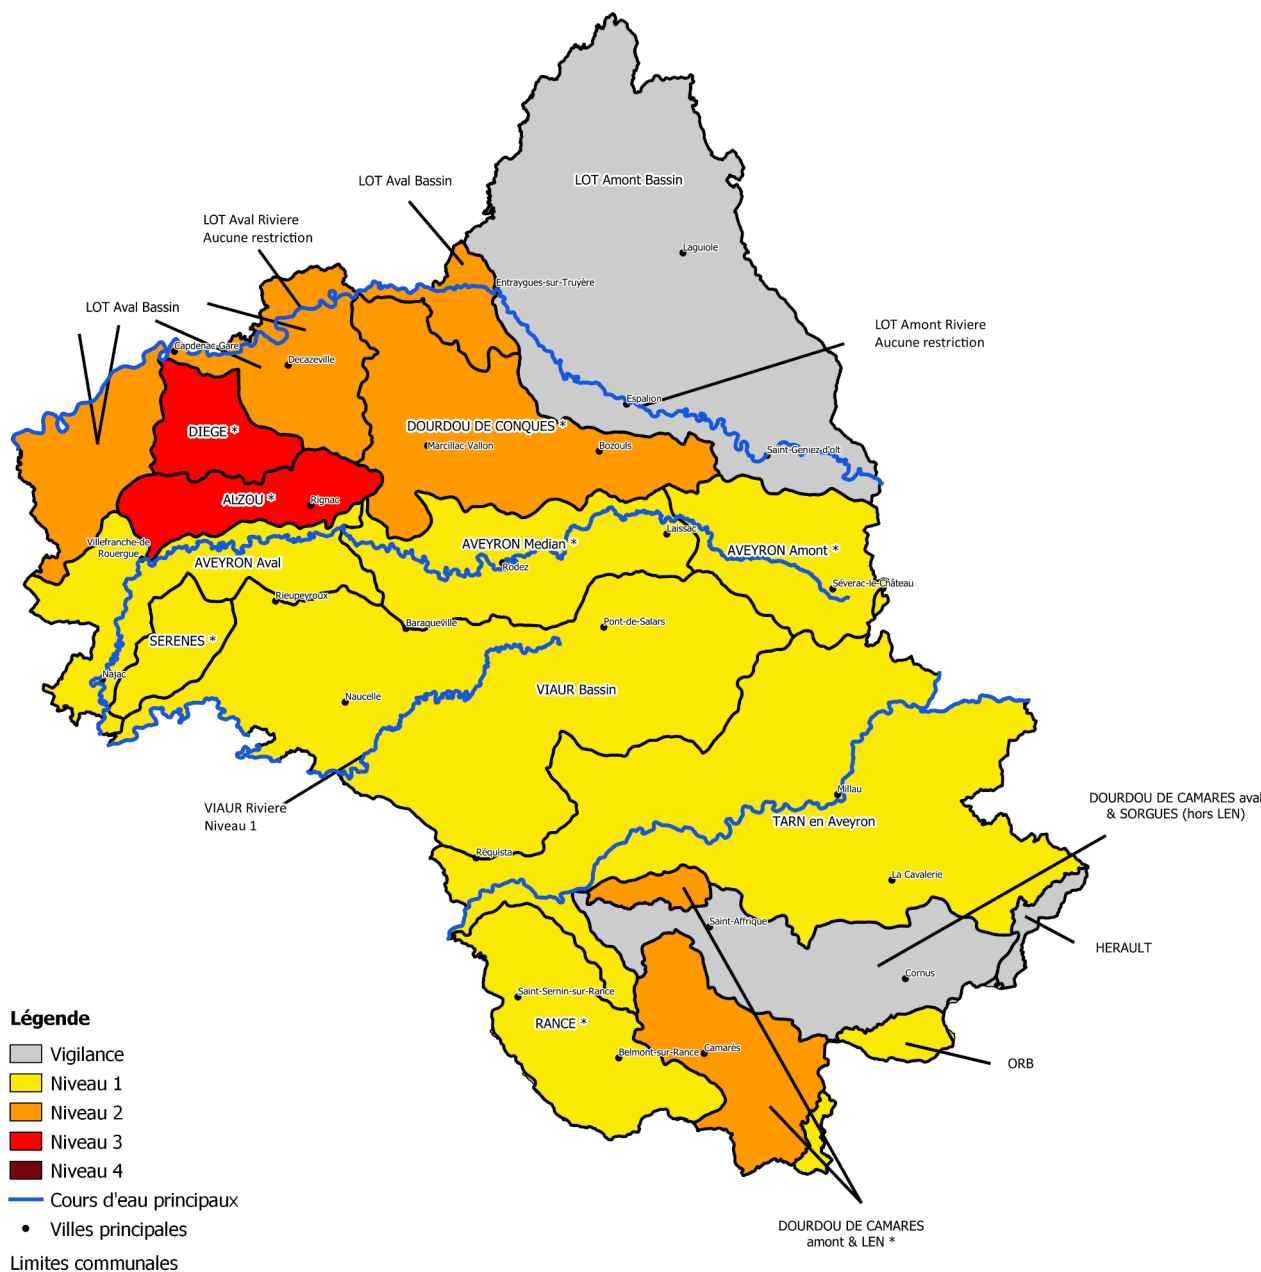 LOT Amont Bassin
LOT Aval Bassin
LOT Aval Riviere
Aucune restriction
Laguiole
Entraygues-sur-Truyère
LOT Aval Bassin
LOT Amont Riviere
Aucune restriction
Capdenac Gare
Decazeville
Espalion
DIEGE *
DOURDOU DE CONQUES *
Marcillac-Vallon
Bozouls
Saint-Geniez d'olt
ALZOU *
Rignac
Villefranche-de
Rouergue
AVEYRON Aval
AVEYRON Median *
Rodez
Laissac
AVEYRON Amont *
Séverac-le-Château
Rieupeyroux
SERENES *
Baraqueville
Pont-de-Salars
Najac
Naucelle
VIAUR Bassin
VIAUR Riviere
Niveau 1
Millau
TARN en Aveyron
DOURDOU DE CAMARES aval
& SORGUES (hors LEN)
Réquista
La Cavalerie
Saint-Affrique
HERAULT
Cornus
Saint-Sernin-sur-Rance
RANCE *
Belmont-sur-Rance
Camarès
ORB
DOURDOU DE CAMARES
amont & LEN *
Légende
Vigilance
Niveau 1
Niveau 2
Niveau 3
Niveau 4
Cours d'eau principaux
Villes principales
Limites communales